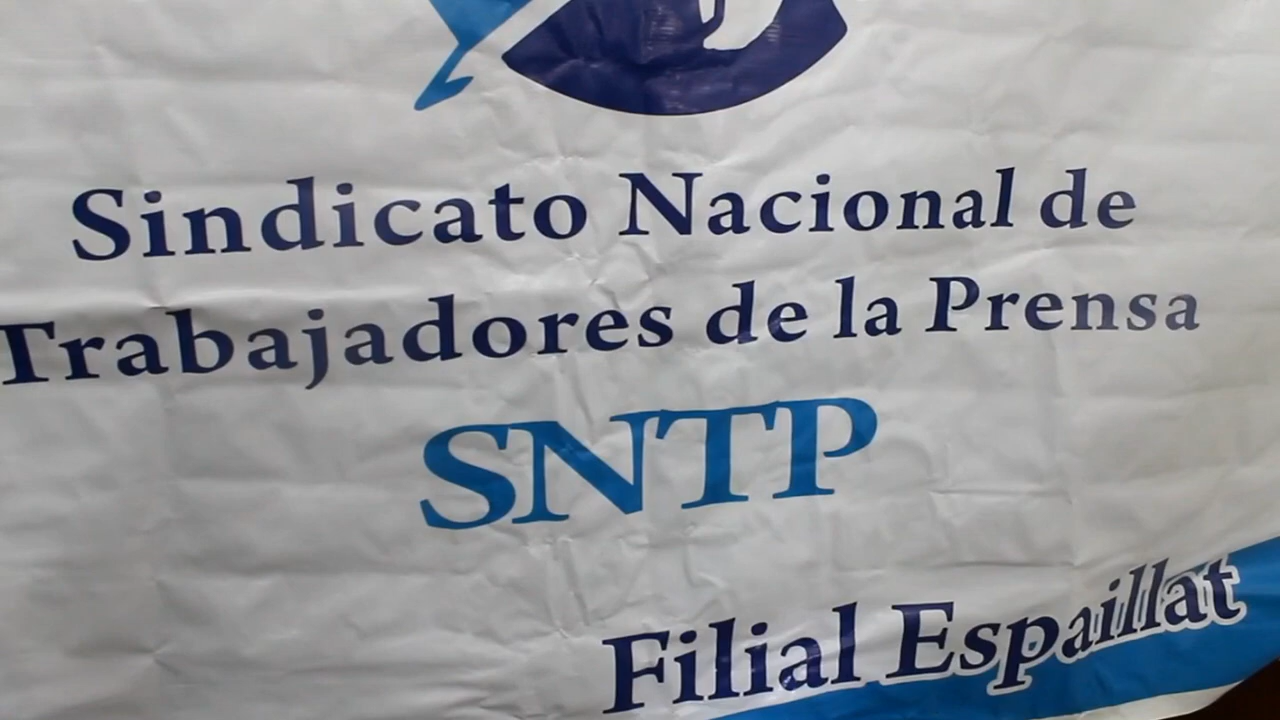 Sindicato Nacional de
Trabajadores de la Prensa
SNTP
Filial Espaillat